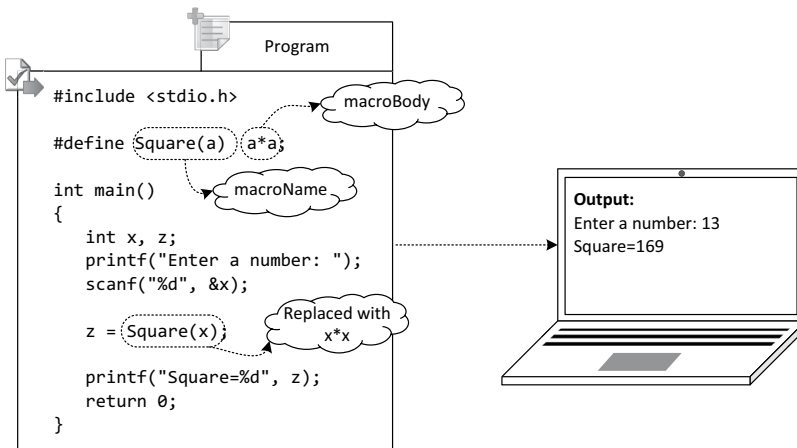 Program
#include <stdio.h>
macroBody
#define Square(a) a*a;
int main()
macroName
{
int x, z;
printf("Enter a number: ");
scanf("%d", &x);
z = Square(x);
Replaced with
x*x
printf("Square=%d", z);
return 0;
}
Output:
Enter a number: 13
Square=169